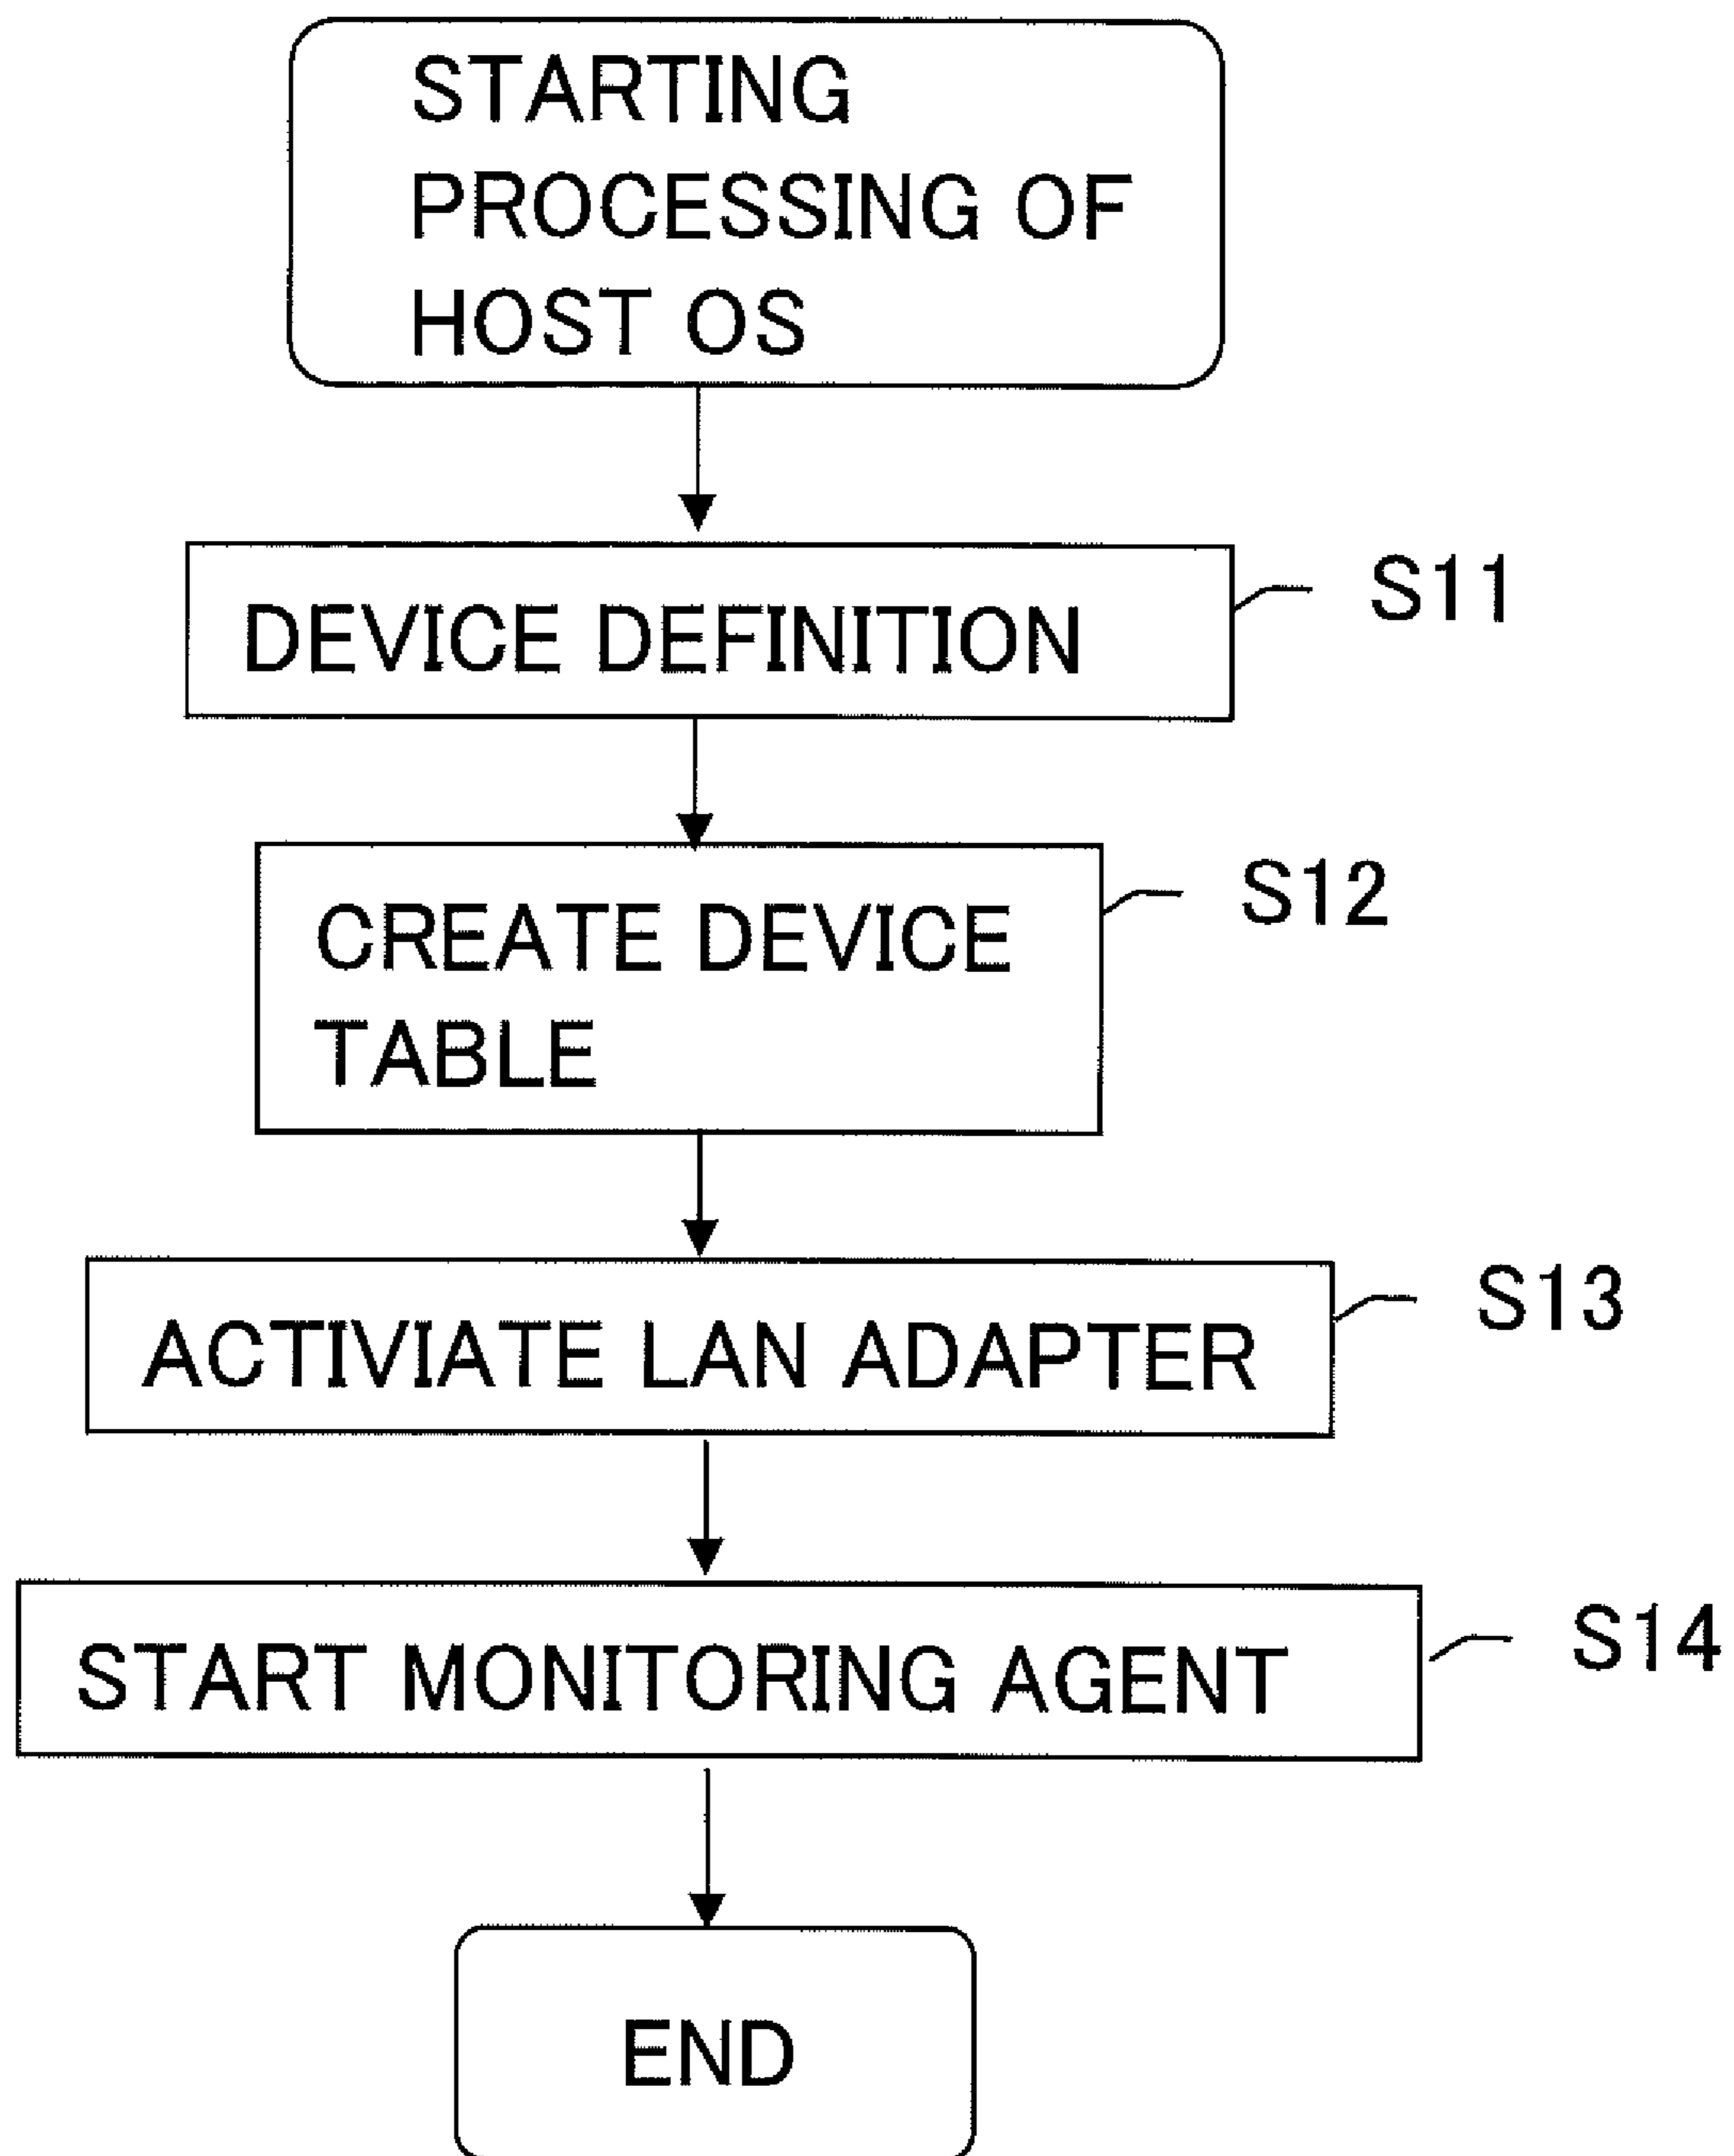 STARTING
PROCESSING OF
HOST OS
DEVICE DEFINITION
S11
CREATE DEVICE
TABLE
S12
ACTIVIATE LAN ADAPTER
S13
START MONITORING AGENT
S14
END